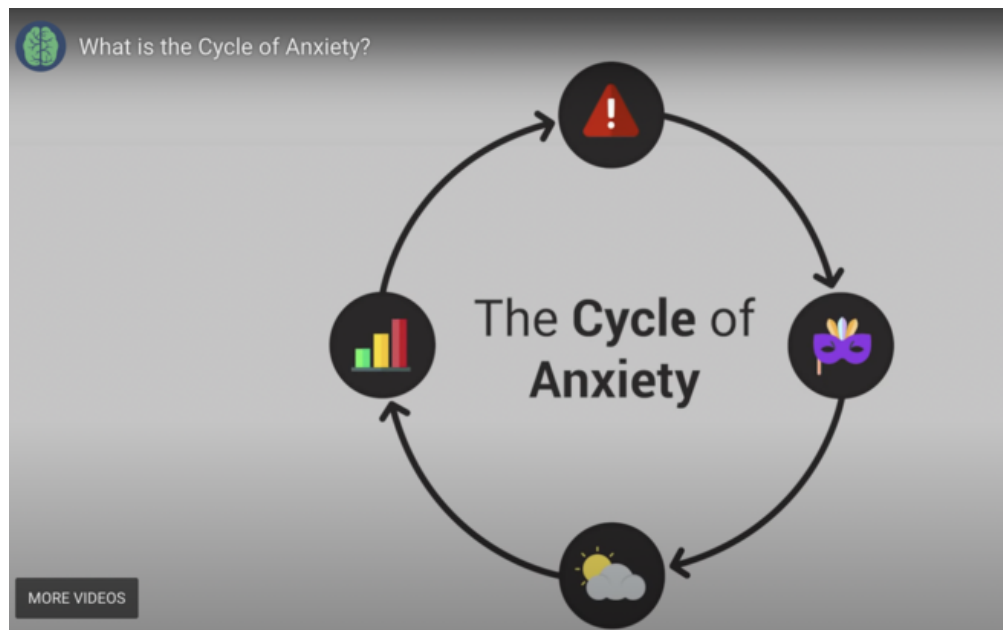 What is the Cycle of Anxiety?
The Cycle of
Anxiety
MORE VIDEOS